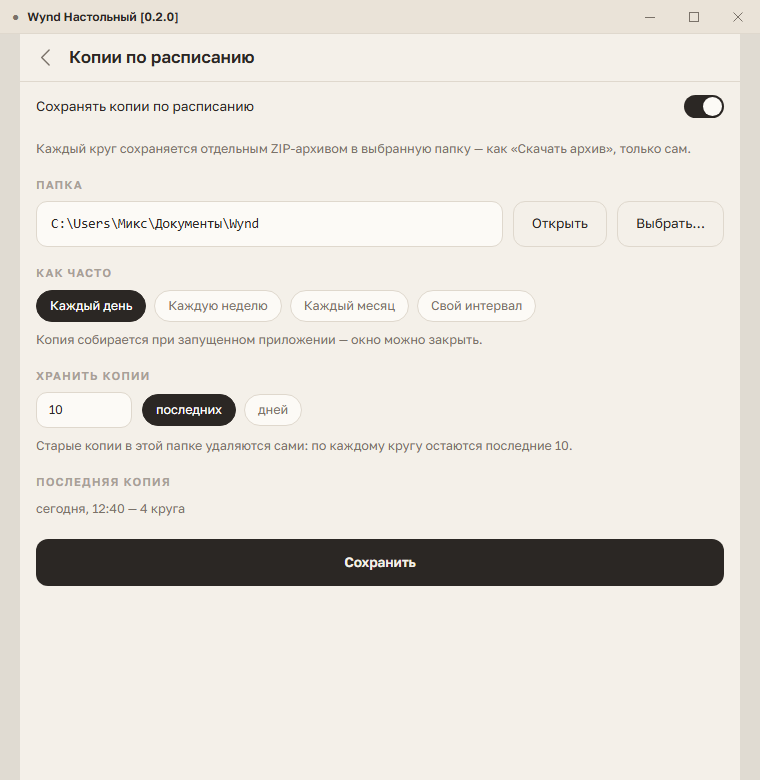 Wynd Настольный [0.2.0]
Копии по расписанию
Сохранять копии по расписанию
Каждый круг сохраняется отдельным ZIP-архивом в выбранную папку — как «Скачать архив», только сам.
ПАПКА
C:\Users\Микс\Документы\Wynd
Открыть
Выбрать...
КАК ЧАСТО
Каждый день
Каждую неделю
Каждый месяц
Свой интервал
Копия собирается при запущенном приложении — окно можно закрыть.
ХРАНИТЬ КОПИИ
10
последних
дней
Старые копии в этой папке удаляются сами: по каждому кругу остаются последние 10.
ПОСЛЕДНЯЯ КОПИЯ
сегодня, 12:40 — 4 круга
Сохранить